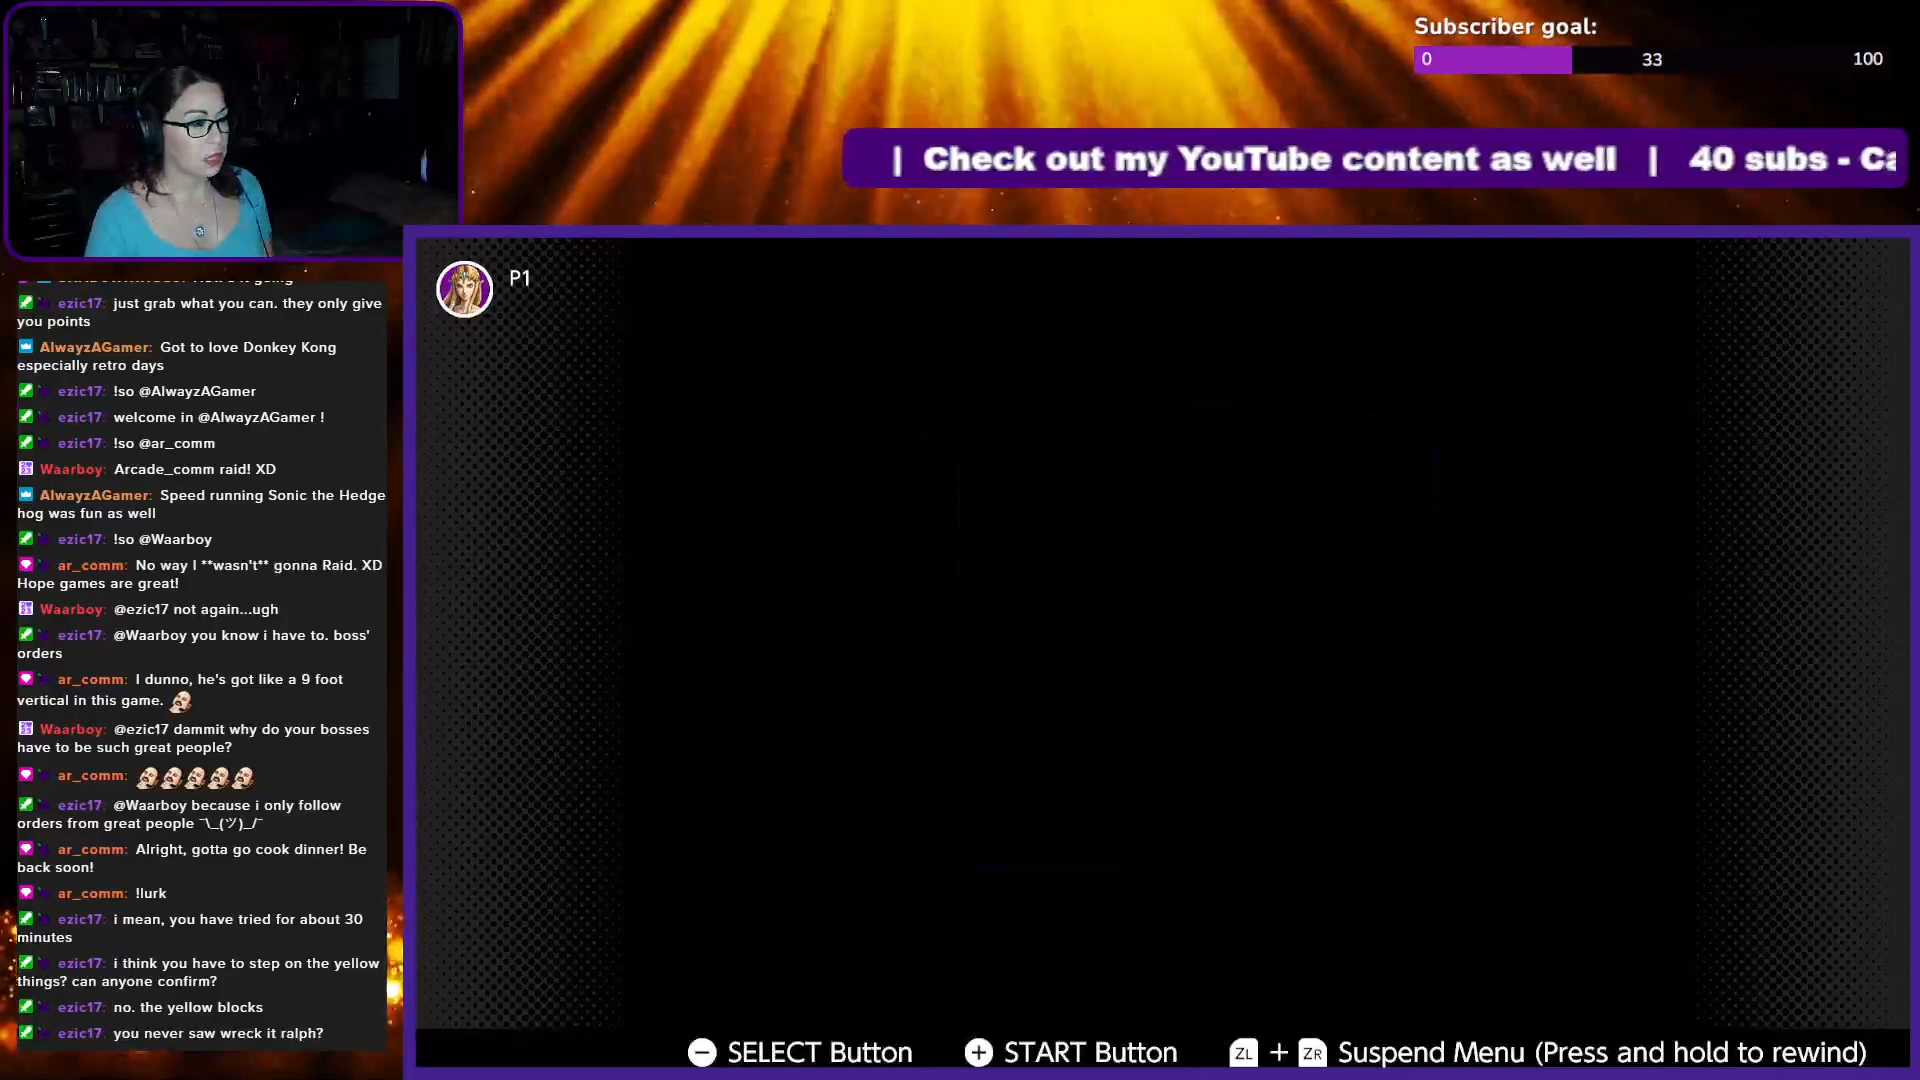 Subscriber goal:
0 33 100
| Check out my YouTube content as well | 40 subs - Ca
P1
ezic17: just grab what you can. they only give
you points
AlwayzAGamer: Got to love Donkey Kong
especially retro days
ezic17: !so @AlwayzAGamer
ezic17: welcome in @AlwayzAGamer !
ezic17: !so @ar_comm
Waarboy: Arcade_comm raid! XD
AlwayzAGamer: Speed running Sonic the Hedge
hog was fun as well
ezic17: !so @Waarboy
ar_comm: No way I **wasn't** gonna Raid. XD
Hope games are great!
Waarboy: @ezic17 not again...ugh
ezic17: @Waarboy you know i have to. boss'
orders
ar_comm: I dunno, he's got like a 9 foot
vertical in this game.
Waarboy: @ezic17 dammit why do your bosses
have to be such great people?
ar_comm:
ezic17: @Waarboy because i only follow
orders from great people ¯\_(ツ)_/¯
ar_comm: Alright, gotta go cook dinner! Be
back soon!
ar_comm: !lurk
ezic17: i mean, you have tried for about 30
minutes
ezic17: i think you have to step on the yellow
things? can anyone confirm?
ezic17: no. the yellow blocks
ezic17: you never saw wreck it ralph?
− SELECT Button + START Button ZL + ZR Suspend Menu (Press and hold to rewind)